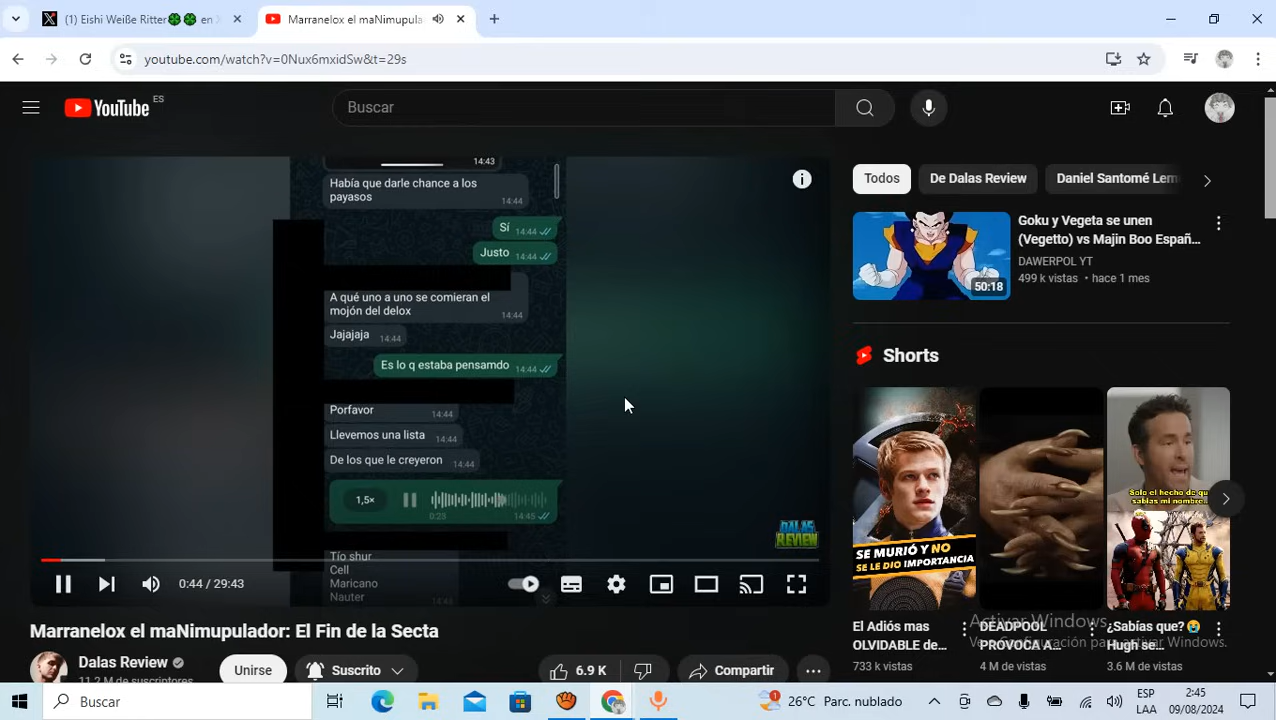 (1) Eishi Weiße Ritter🍀🍀 en
Marranelox el maNimupula
youtube.com/watch?v=0Nux6mxidSw&t=29s
YouTube ES
Buscar
14:43
Había que darle chance a los
payasos 14:44
Sí 14:44
Justo 14:44
A qué uno a uno se comieran el
mojón del delox 14:44
Jajajaja 14:44
Es lo q estaba pensamdo 14:44
Porfavor 14:44
Llevemos una lista 14:44
De los que le creyeron 14:44
1,5×
0:23 14:45
Tío shur
Cell
Maricano
Nauter
DALAS
REVIEW
0:44 / 29:43
Marranelox el maNimupulador: El Fin de la Secta
Dalas Review
11.2 M de suscriptores
Unirse
Suscrito
6.9 K
Compartir
Todos
De Dalas Review
Daniel Santomé Lem
50:18
Goku y Vegeta se unen
(Vegetto) vs Majin Boo Españ...
DAWERPOL YT
499 k vistas • hace 1 mes
Shorts
SE MURIÓ Y NO
SE LE DIO IMPORTANCIA
Solo el hecho de que
sabías mi nombre...
El Adiós mas
OLVIDABLE de...
733 k vistas
DEADPOOL
PROVOCA A
4 M de vistas
¿Sabías que?😢
Hugh se...
3.6 M de vistas
Activar Windows
Ve a Configuración para activar Windows.
Buscar
1
26°C Parc. nublado
ESP
LAA
2:45
09/08/2024